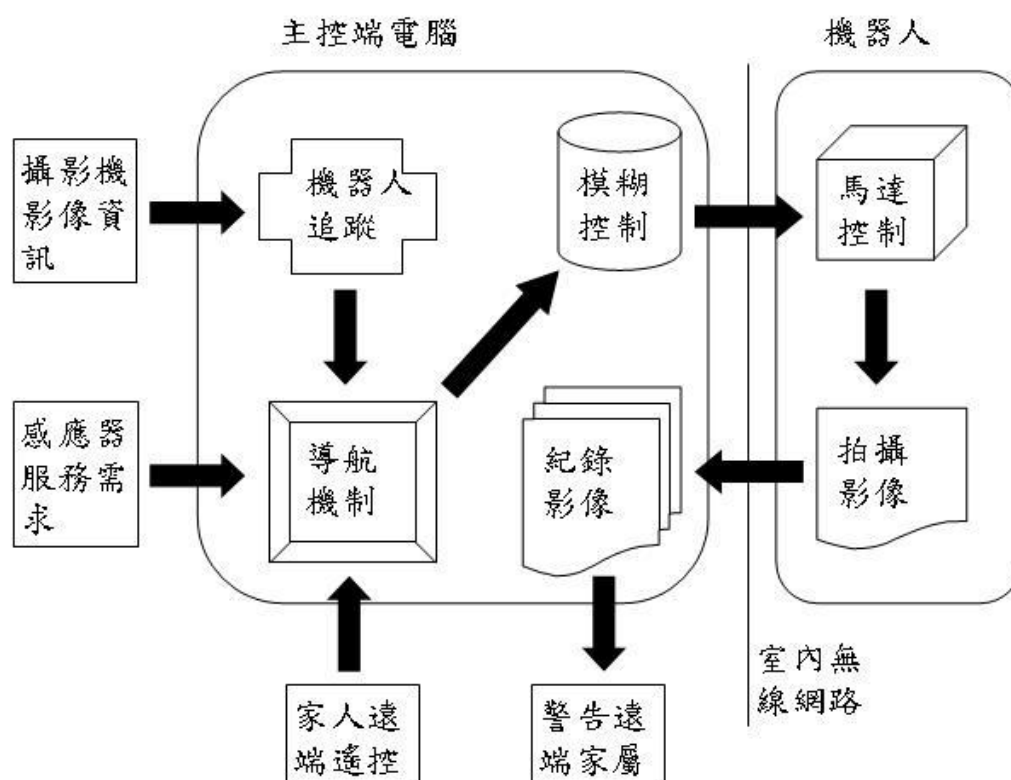 主控端電腦
機器人
攝影機
影像資
訊
機器人
追蹤
模糊
控制
馬達
控制
感應器
服務需
求
導航
機制
紀錄
影像
拍攝
影像
家人遠
端遙控
警告遠
端家屬
室內無
線網路